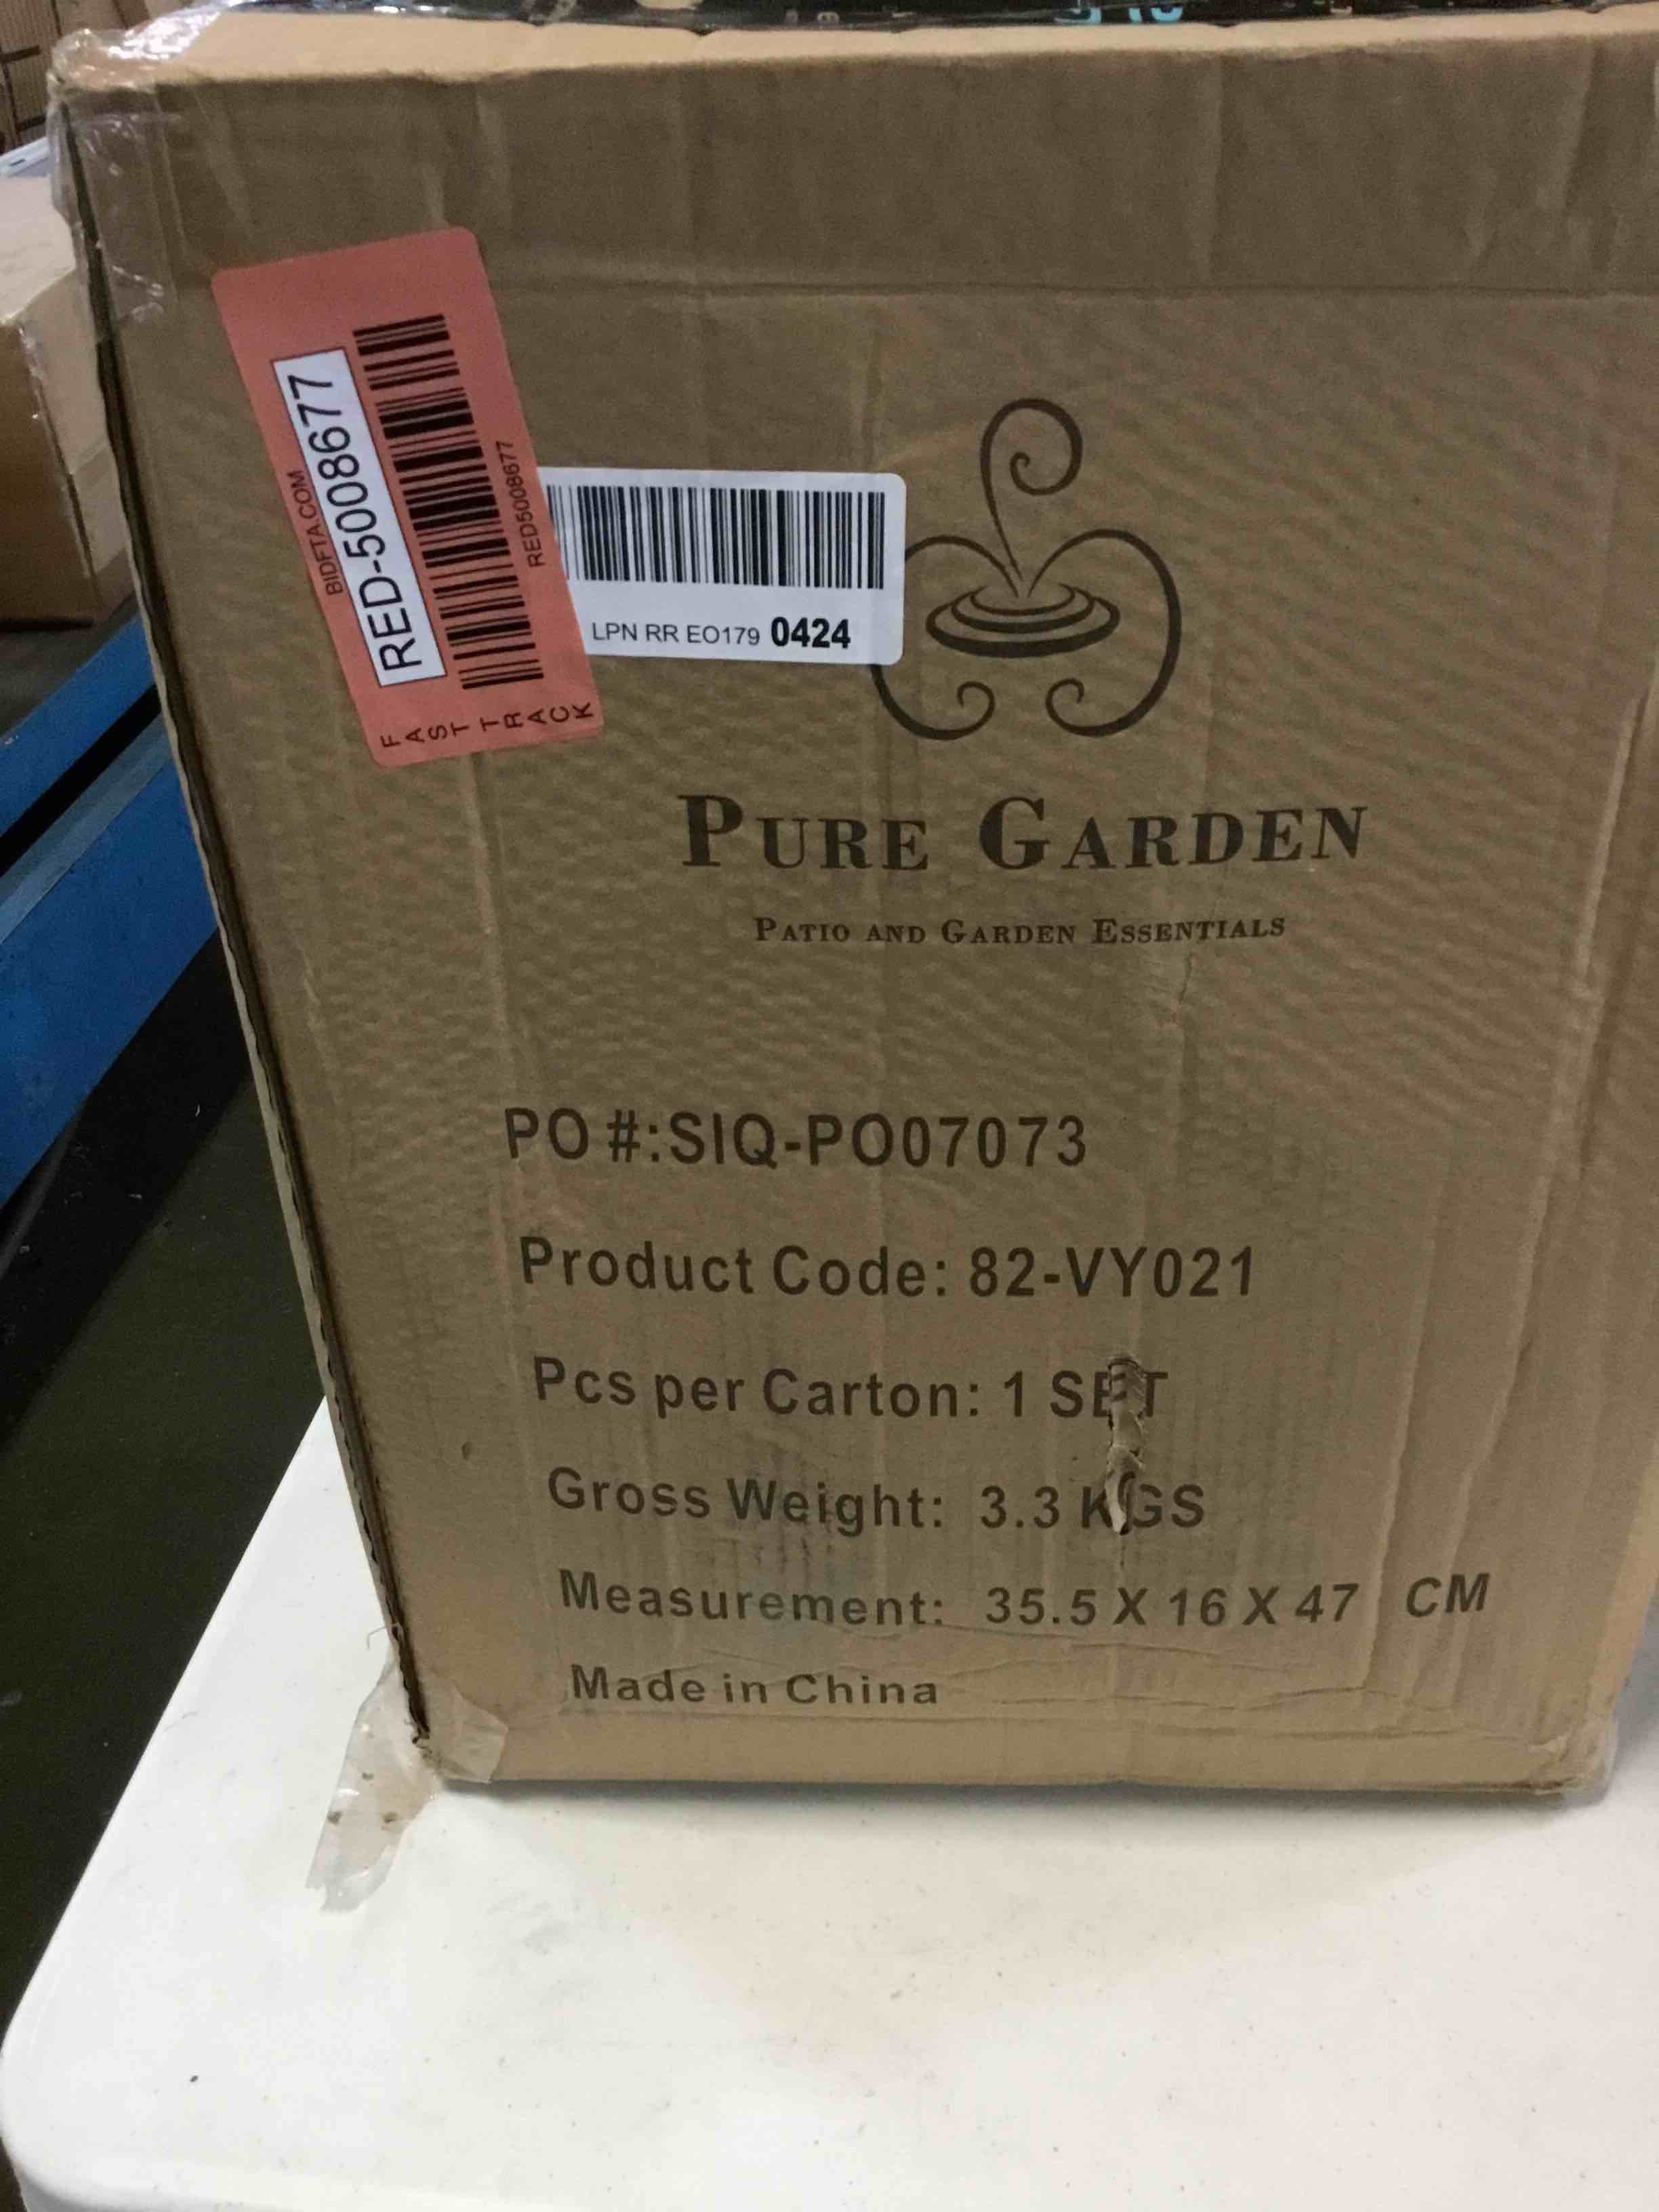 BIDFTA.COM
RED-5008677
RED5008677
FAST TRACK
LPN RR EO179 0424
PURE GARDEN
PATIO AND GARDEN ESSENTIALS
PO #:SIQ-PO07073
Product Code: 82-VY021
Pcs per Carton: 1 SET
Gross Weight: 3.3 KGS
Measurement: 35.5 X 16 X 47 CM
Made in China